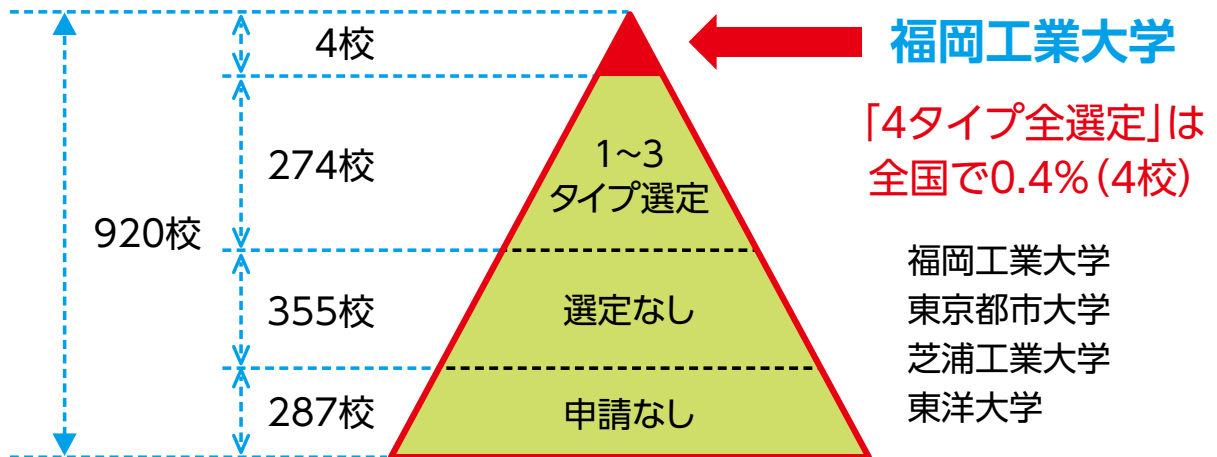 4校
福岡工業大学
「4タイプ全選定」は
全国で0.4%（4校）
274校
1〜3
タイプ選定
920校
福岡工業大学
東京都市大学
芝浦工業大学
東洋大学
355校
選定なし
287校
申請なし